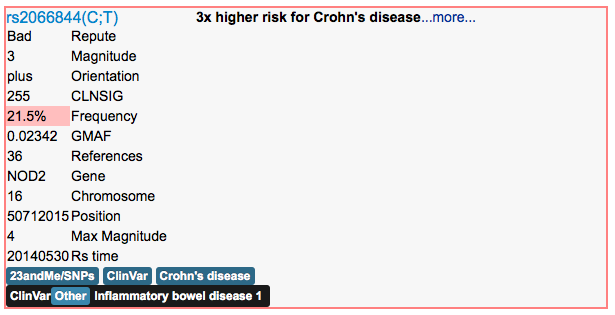 rs2066844(C;T) 3x higher risk for Crohn's disease...more...
Bad Repute
3 Magnitude
plus Orientation
255 CLNSIG
21.5% Frequency
0.02342 GMAF
36 References
NOD2 Gene
16 Chromosome
50712015 Position
4 Max Magnitude
20140530 Rs time
23andMe/SNPs ClinVar Crohn's disease
ClinVar Other Inflammatory bowel disease 1